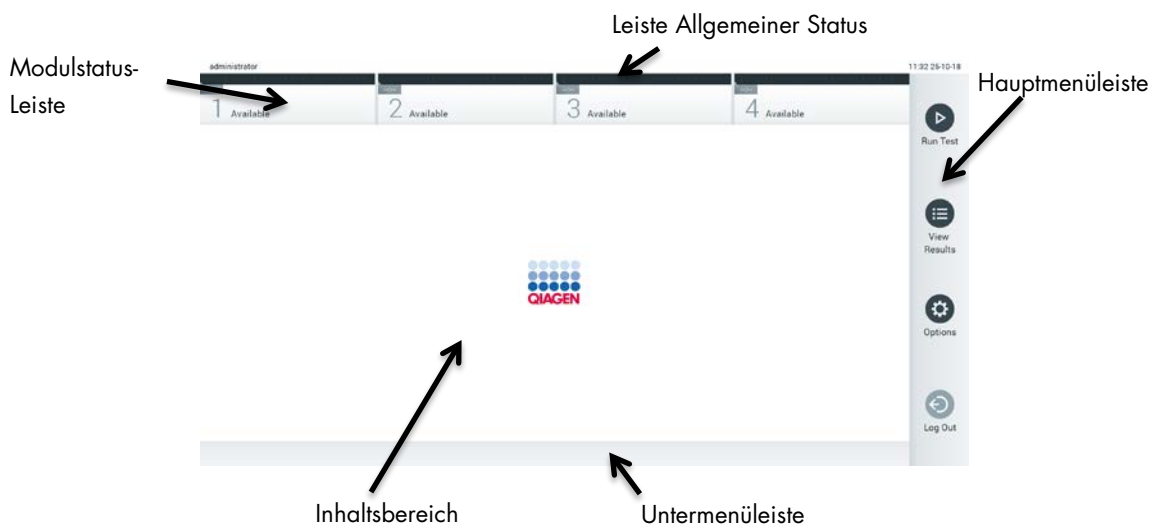 Leiste Allgemeiner Status
Modulstatus-
Leiste
Hauptmenüleiste
administrator
11:32 25-10-18
1 Available
2 Available
3 Available
4 Available
Run Test
View
Results
QIAGEN
Options
Log Out
Inhaltsbereich
Untermenüleiste